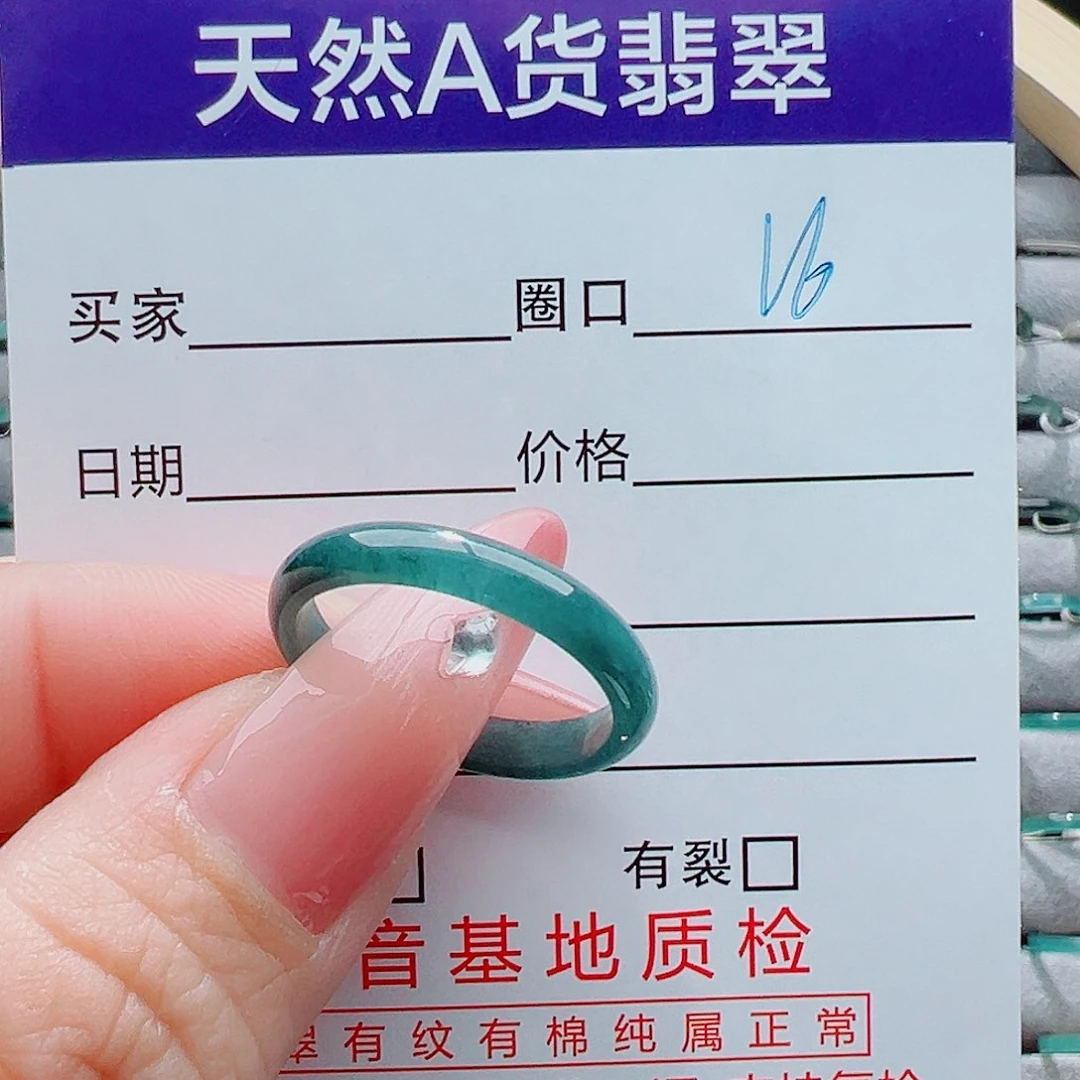 天然A货翡翠
买家 圈口 16
日期 价格
有裂
音基地质检
翠有纹有棉纯属正常